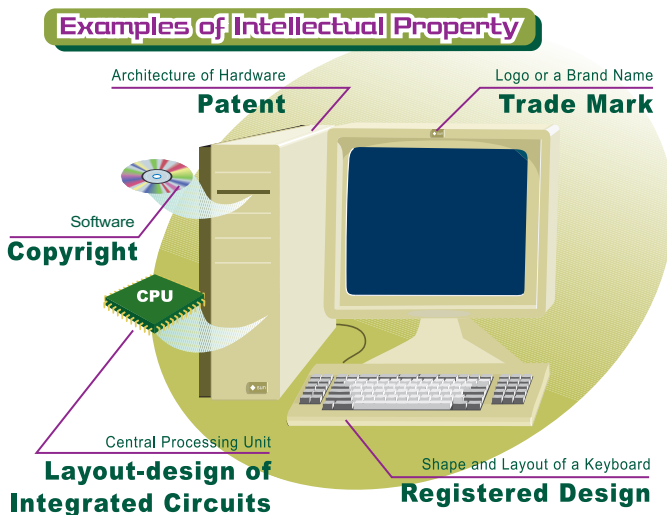 Examples of Intellectual Property
Architecture of Hardware
Patent
Logo or a Brand Name
Trade Mark
Software
Copyright
CPU
sun
Central Processing Unit
Layout-design of
Integrated Circuits
Shape and Layout of a Keyboard
Registered Design